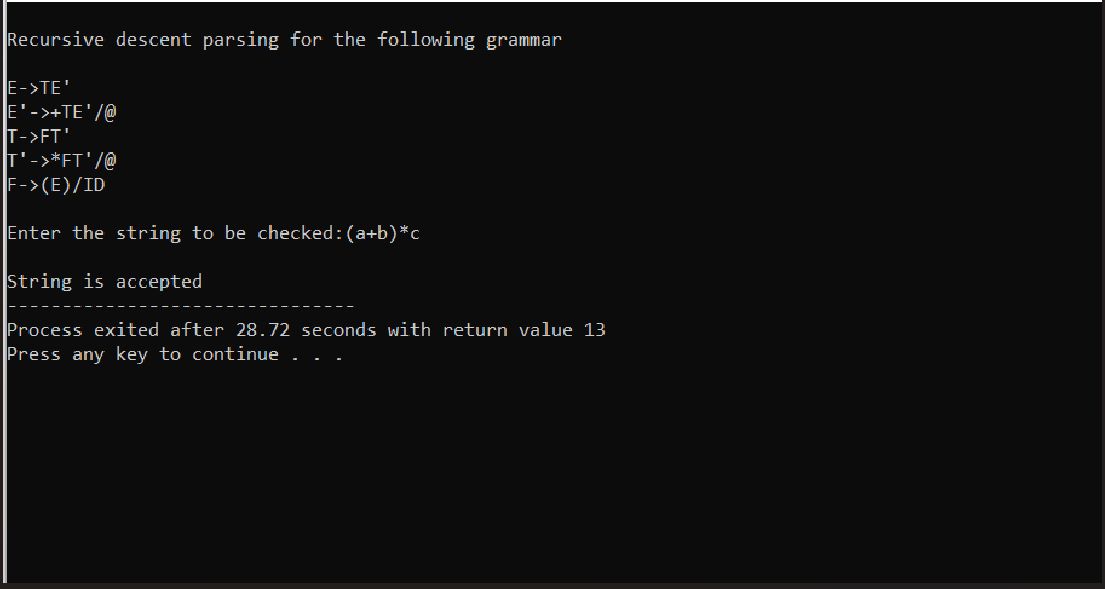 Recursive descent parsing for the following grammar
E->TE'
E'->+TE'/@
T->FT'
T'->*FT'/@
F->(E)/ID
Enter the string to be checked:(a+b)*c
String is accepted
--------------------------------
Process exited after 28.72 seconds with return value 13
Press any key to continue . . .